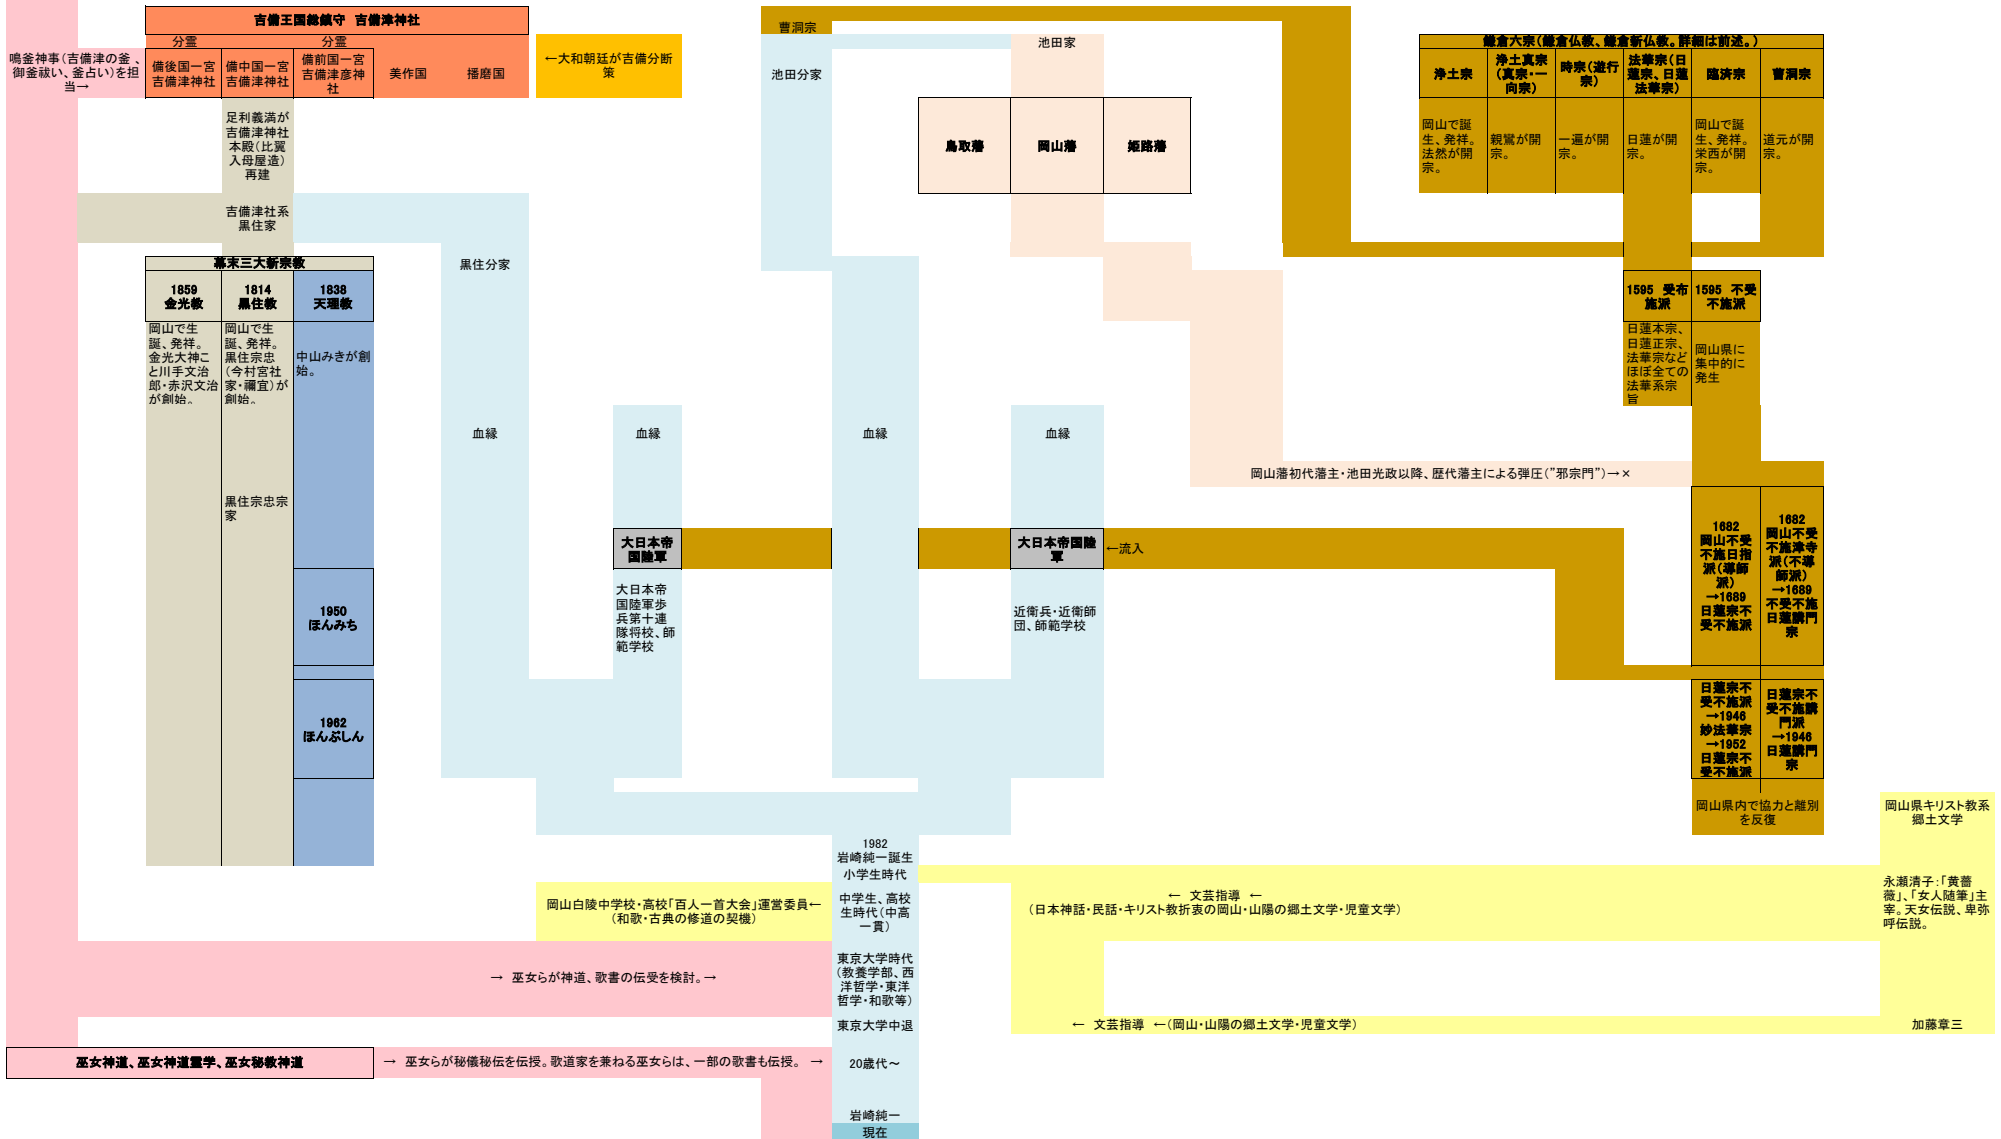 吉備王国総鎮守 吉備津神社
分霊
分霊
鳴釜神事(吉備津の釜、
御釜祓い、釜占い)を担
当→
備後国一宮
吉備津神社
備中国一宮
吉備津神社
備前国一宮
吉備津彦神
社
美作国
播磨国
←大和朝廷が吉備分断
策
曹洞宗
池田分家
池田家
鎌倉六宗(鎌倉仏教、鎌倉新仏教。詳細は前述。)
浄土宗
浄土真宗
(真宗・一
向宗)
時宗(遊行
宗)
法華宗(日
蓮宗、日蓮
法華宗)
臨済宗
曹洞宗
足利義満が
吉備津神社
本殿(比翼
入母屋造)
再建
鳥取藩
岡山藩
姫路藩
岡山で誕
生、発祥。
法然が開
宗。
親鸞が開
宗。
一遍が開
宗。
日蓮が開
宗。
岡山で誕
生、発祥。
栄西が開
宗。
道元が開
宗。
吉備津社系
黒住家
黒住分家
幕末三大新宗教
1859
金光教
1814
黒住教
1838
天理教
1595 受布
施派
1595 不受
不施派
岡山で生
誕、発祥。
金光大神こ
と川手文治
郎・赤沢文治
が創始。
岡山で生
誕、発祥。
黒住宗忠
(今村宮社
家・禰宜)が
創始。
中山みきが創
始。
日蓮本宗、
日蓮正宗、
法華宗など
ほぼ全ての
法華系宗
旨
岡山県に
集中的に
発生
血縁
血縁
血縁
血縁
岡山藩初代藩主・池田光政以降、歴代藩主による弾圧("邪宗門")→×
黒住宗忠宗
家
大日本帝
国陸軍
大日本帝国陸
軍
←流入
1682
岡山不受
不施日指
派(導師
派)
→1689
日蓮宗不
受不施派
1682
岡山不受
不施津寺
派(不導
師派)
→1689
不受不施
日蓮講門
宗
大日本帝
国陸軍歩
兵第十連
隊将校、師
範学校
近衛兵・近衛師
団、師範学校
1950
ほんみち
1962
ほんぶしん
日蓮宗不
受不施派
→1946
妙法華宗
→1952
日蓮宗不
受不施派
日蓮宗不
受不施講
門派
→1946
日蓮講門
宗
岡山県内で協力と離別
を反復
岡山県キリスト教系
郷土文学
1982
岩崎純一誕生
小学生時代
岡山白陵中学校・高校「百人一首大会」運営委員←
(和歌・古典の修道の契機)
中学生、高校
生時代(中高
一貫)
← 文芸指導 ←
(日本神話・民話・キリスト教折衷の岡山・山陽の郷土文学・児童文学)
永瀬清子:「黄薔
薇」、「女人随筆」主
宰。天女伝説、卑弥
呼伝説。
→ 巫女らが神道、歌書の伝受を検討。→
東京大学時代
(教養学部、西
洋哲学・東洋
哲学・和歌等)
東京大学中退
← 文芸指導 ←(岡山・山陽の郷土文学・児童文学)
加藤章三
巫女神道、巫女神道霊学、巫女秘教神道
→ 巫女らが秘儀秘伝を伝授。歌道家を兼ねる巫女らは、一部の歌書も伝授。 →
20歳代~
岩崎純一
現在